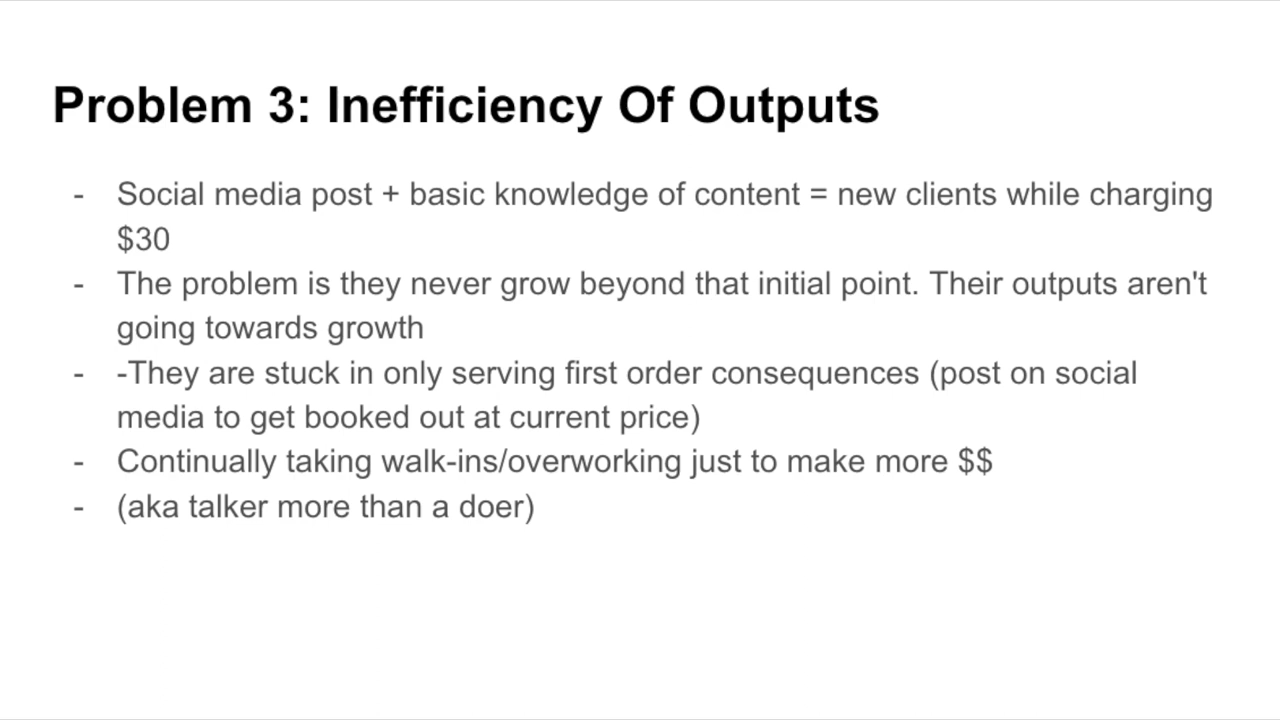 Problem 3: Inefficiency Of Outputs
- Social media post + basic knowledge of content = new clients while charging
$30
- The problem is they never grow beyond that initial point. Their outputs aren't
going towards growth
- -They are stuck in only serving first order consequences (post on social
media to get booked out at current price)
- Continually taking walk-ins/overworking just to make more $$
- (aka talker more than a doer)